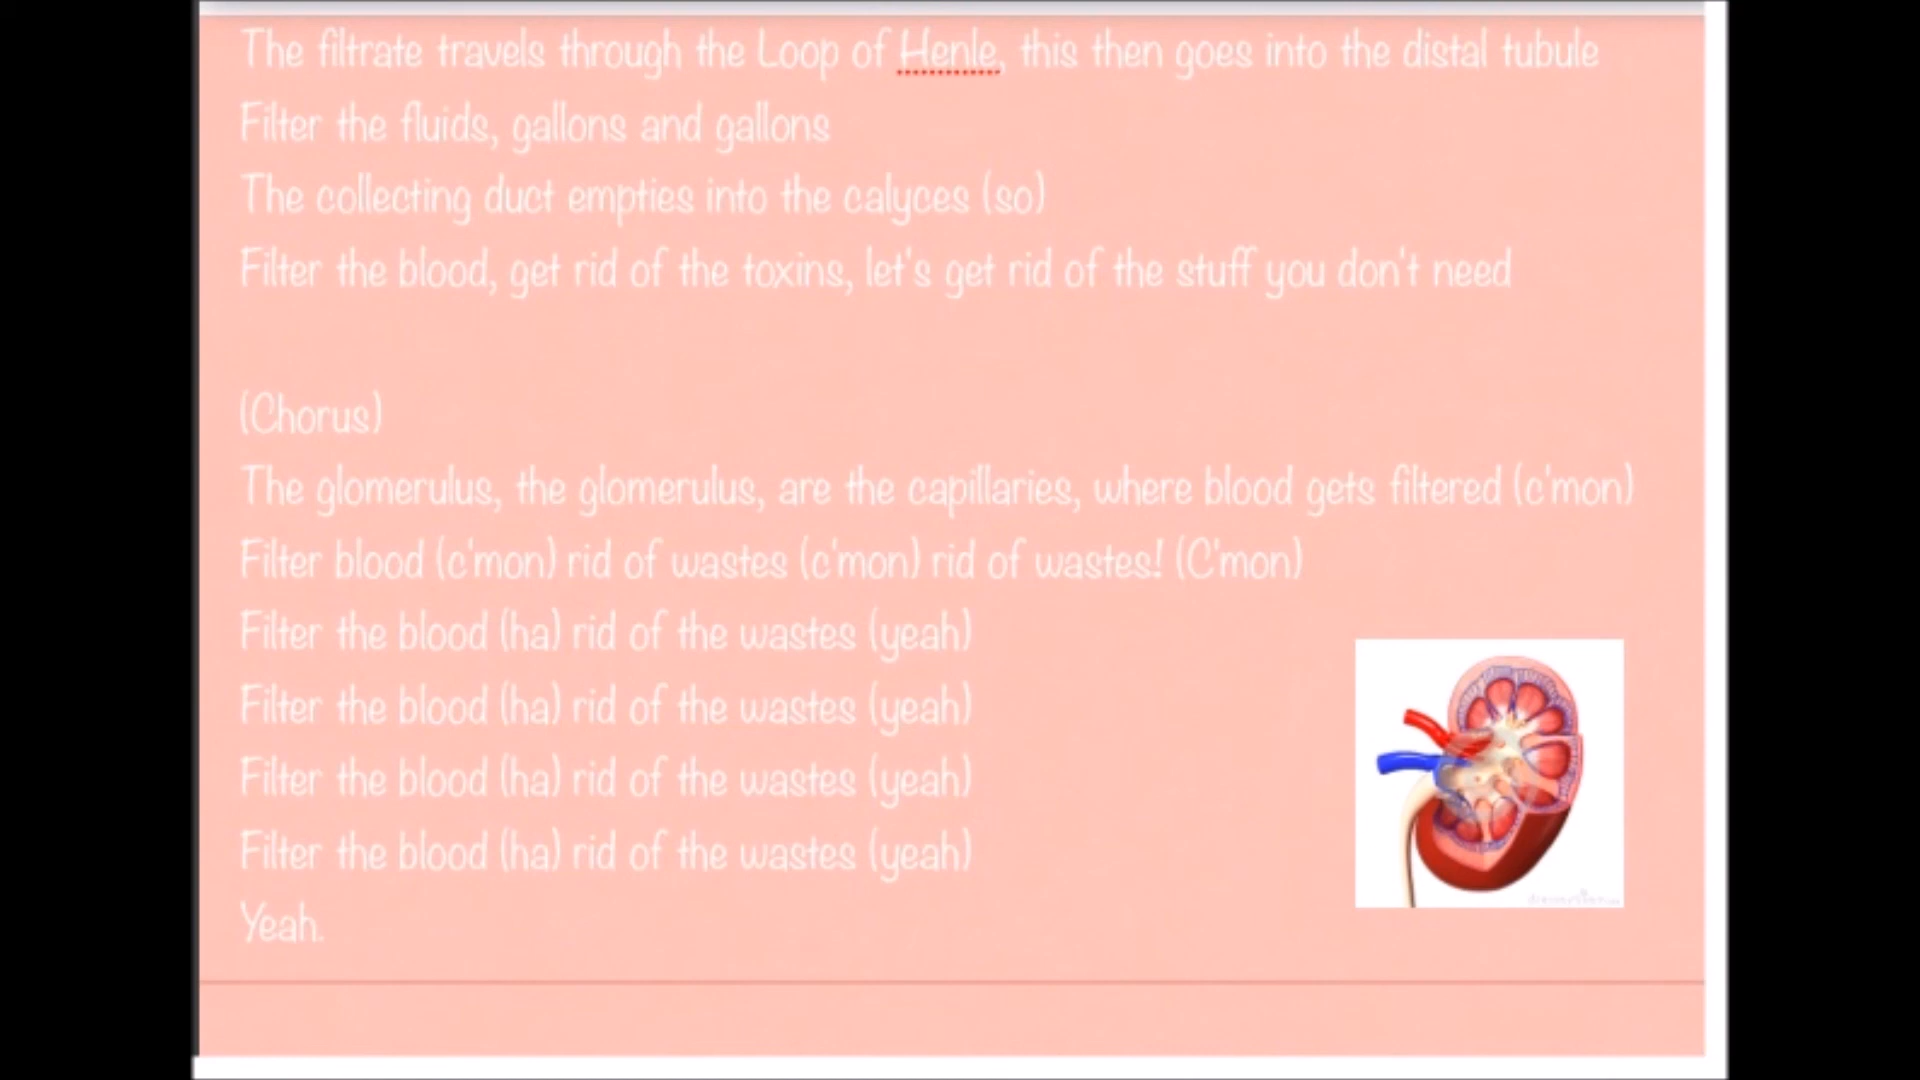 The filtrate travels through the Loop of Henle, this then goes into the distal tubule
Filter the fluids, gallons and gallons
The collecting duct empties into the calyces (so)
Filter the blood, get rid of the toxins, let's get rid of the stuff you don't need
(Chorus)
The glomerulus, the glomerulus, are the capillaries, where blood gets filtered (c'mon)
Filter blood (c'mon) rid of wastes (c'mon) rid of wastes! (C'mon)
Filter the blood (ha) rid of the wastes (yeah)
Filter the blood (ha) rid of the wastes (yeah)
Filter the blood (ha) rid of the wastes (yeah)
Filter the blood (ha) rid of the wastes (yeah)
Yeah.